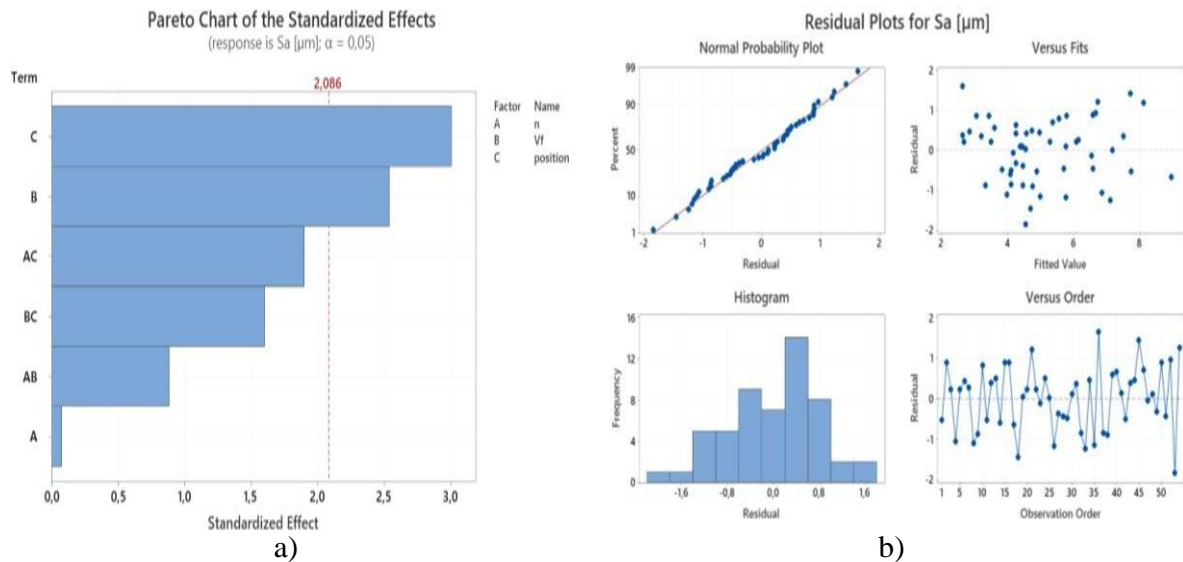 Pareto Chart of the Standardized Effects
(response is Sa [µm]; α = 0,05)
Term
2,086
Factor Name
A n
B Vf
C position
C
B
AC
BC
AB
A
0,0 0,5 1,0 1,5 2,0 2,5 3,0
Standardized Effect
a)
Residual Plots for Sa [µm]
Normal Probability Plot
99
90
50
10
1
Percent
-2 -1 0 1 2
Residual
Versus Fits
2
1
0
-1
-2
Residual
2 4 6 8
Fitted Value
Histogram
16
12
8
4
0
Frequency
-1,6 -0,8 0,0 0,8 1,6
Residual
Versus Order
2
1
0
-1
-2
Residual
1 5 10 15 20 25 30 35 40 45 50
Observation Order
b)